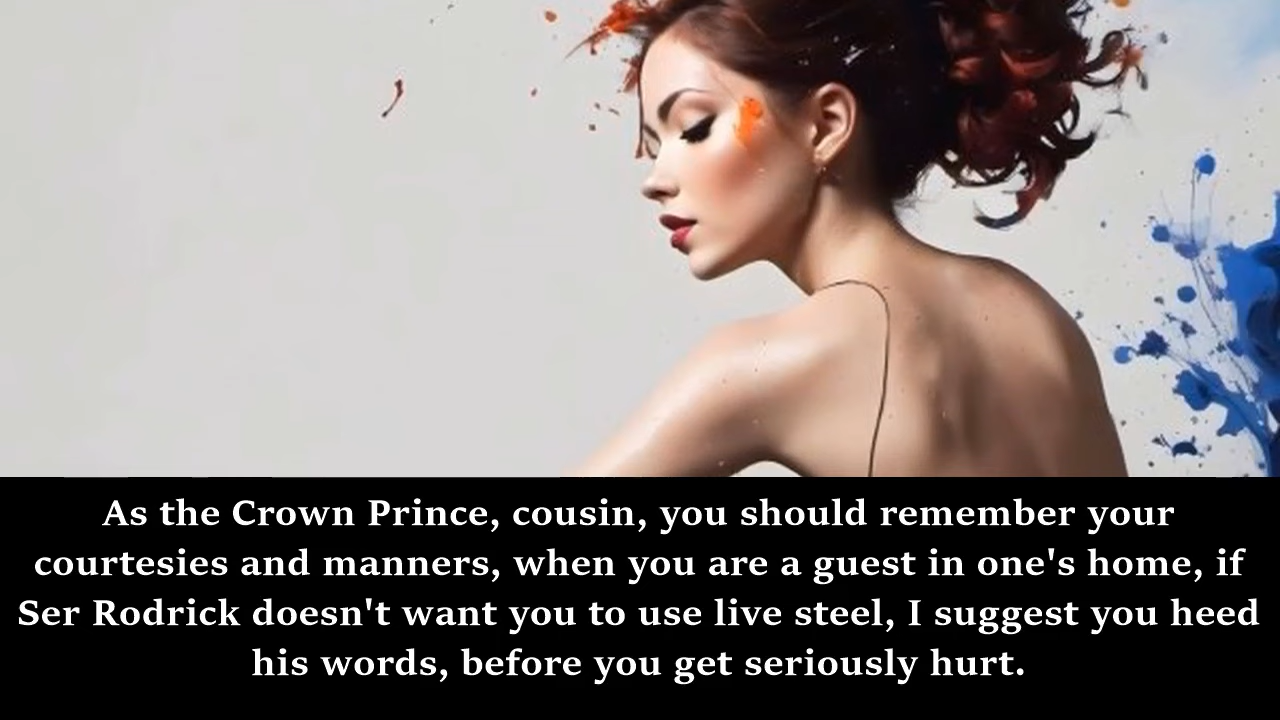 As the Crown Prince, cousin, you should remember your
courtesies and manners, when you are a guest in one's home, if
Ser Rodrick doesn't want you to use live steel, I suggest you heed
his words, before you get seriously hurt.